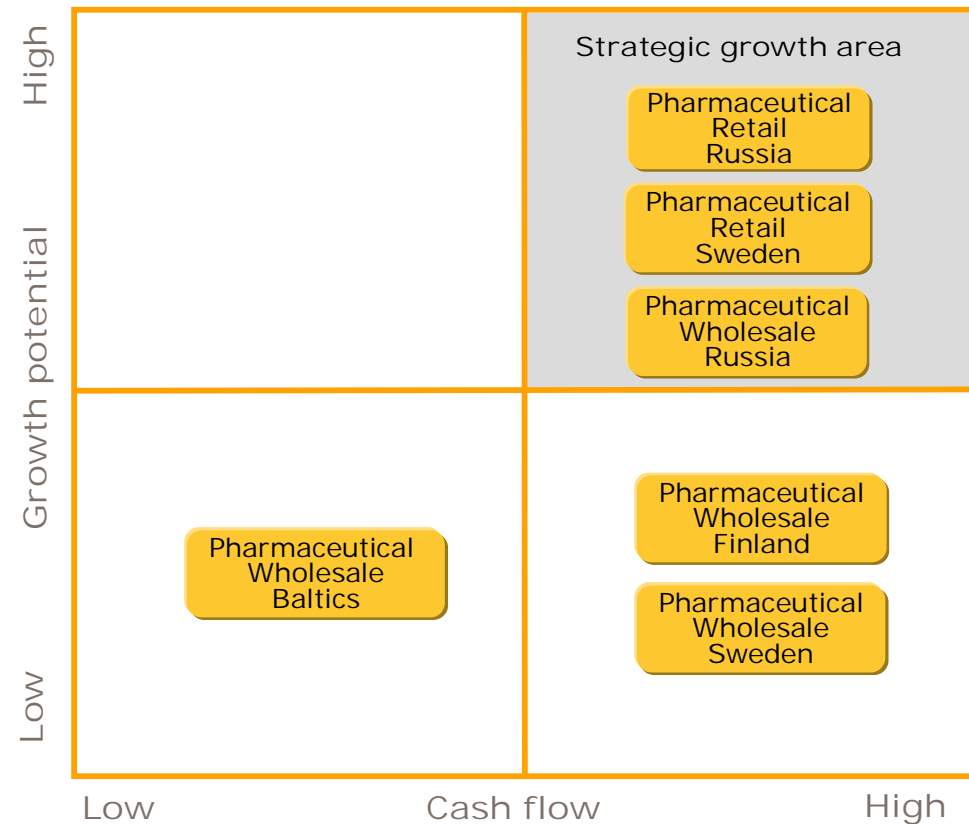 High
Growth potential
Low
Strategic growth area
Pharmaceutical
Retail
Russia
Pharmaceutical
Retail
Sweden
Pharmaceutical
Wholesale
Russia
Pharmaceutical
Wholesale
Baltics
Pharmaceutical
Wholesale
Finland
Pharmaceutical
Wholesale
Sweden
Low
Cash flow
High